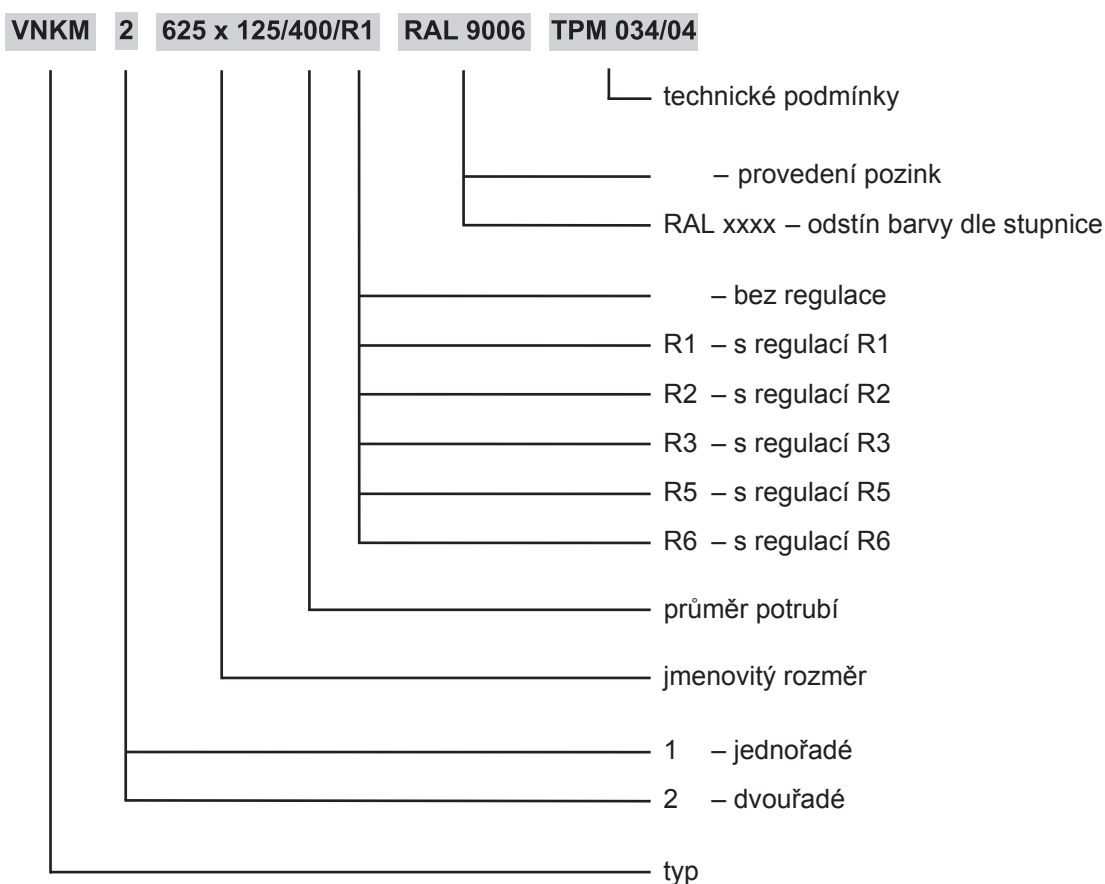 VNKM 2 625 x 125/400/R1 RAL 9006 TPM 034/04
technické podmínky
– provedení pozink
RAL xxxx – odstín barvy dle stupnice
– bez regulace
R1 – s regulací R1
R2 – s regulací R2
R3 – s regulací R3
R5 – s regulací R5
R6 – s regulací R6
průměr potrubí
jmenovitý rozměr
1 – jednořadé
2 – dvouřadé
typ